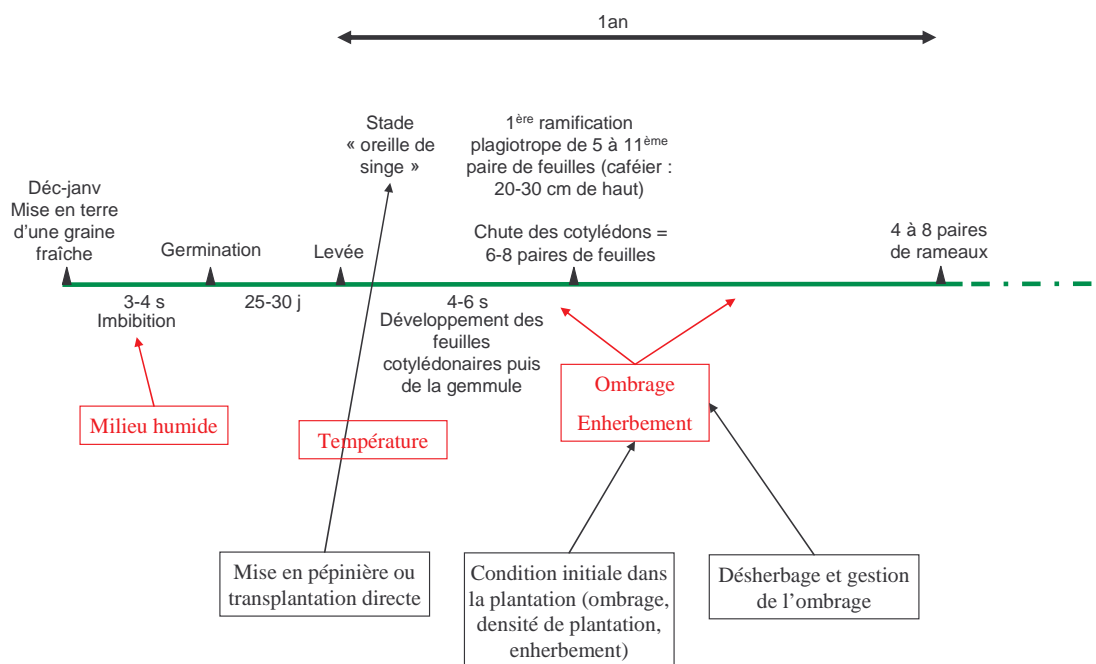 1an
Stade
« oreille de
singe »
1ère ramification
plagiotrope de 5 à 11ème
paire de feuilles (caféier :
20-30 cm de haut)
Déc-janv
Mise en terre
d’une graine
fraîche
Germination
Levée
Chute des cotylédons =
6-8 paires de feuilles
4 à 8 paires
de rameaux
3-4 s
Imbibition
25-30 j
4-6 s
Développement des
feuilles
cotylédonaires puis
de la gemmule
Milieu humide
Température
Ombrage
Enherbement
Mise en pépinière ou
transplantation directe
Condition initiale dans
la plantation (ombrage,
densité de plantation,
enherbement)
Désherbage et gestion
de l’ombrage